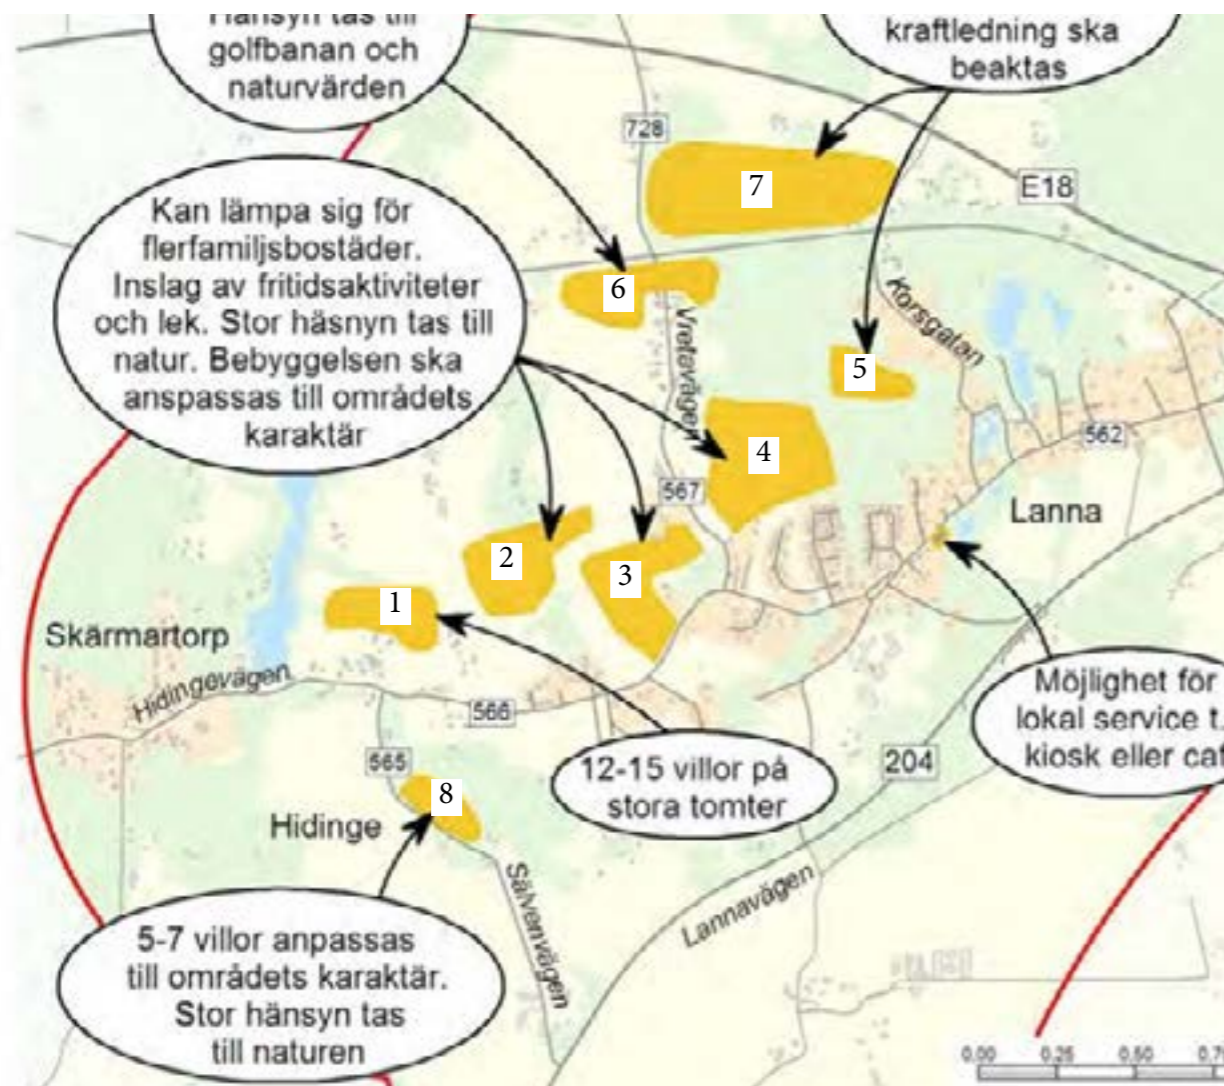 Hänsyn tas till
golfbanan och
naturvärden
kraftledning ska
beaktas
728
7
E18
Kan lämpa sig för
flerfamiljsbostäder.
Inslag av fritidsaktiviteter
och lek. Stor häsnyn tas till
natur. Bebyggelsen ska
anspassas till områdets
karaktär
6
Vretavägen
Korsgatan
5
4
562
567
Lanna
2
3
1
Skärmartorp
Hidingevägen
566
Möjlighet för
lokal service t.
kiosk eller caf
565
12-15 villor på
stora tomter
204
8
Hidinge
Sälvenvägen
Lannavägen
5-7 villor anpassas
till områdets karaktär.
Stor hänsyn tas
till naturen
0,00 0,25 0,50 0,75